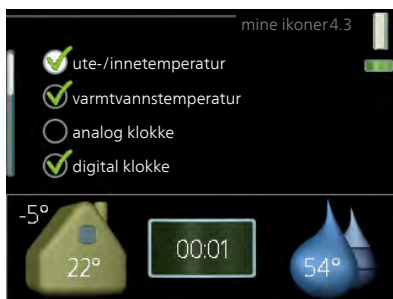 mine ikoner 4.3
ute-/innetemperatur
varmtvannstemperatur
analog klokke
digital klokke
-5°
22°
00:01
54°